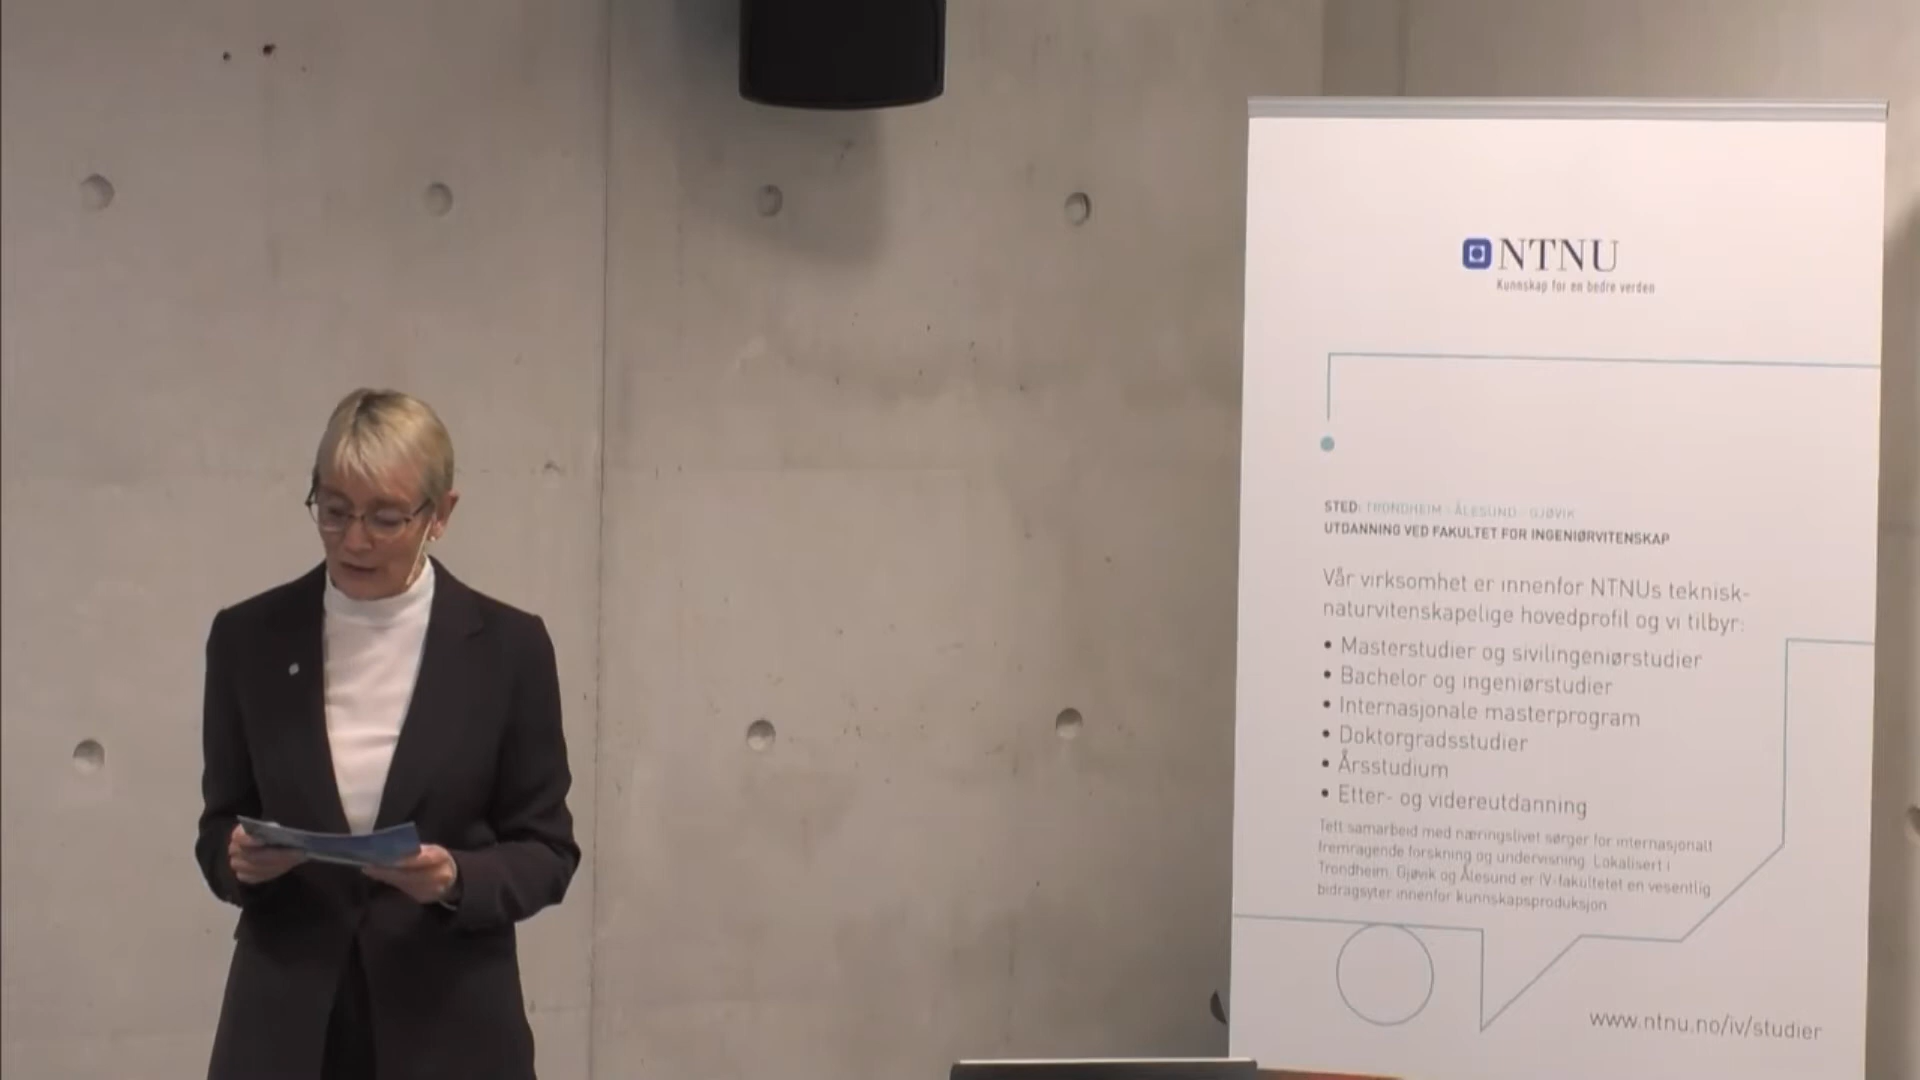 NTNU
Kunnskap for en bedre verden
STED: TRONDHEIM - ÅLESUND - GJØVIK
UTDANNING VED FAKULTET FOR INGENIØRVITENSKAP
Vår virksomhet er innenfor NTNUs teknisk-
naturvitenskapelige hovedprofil og vi tilbyr:
• Masterstudier og sivilingeniørstudier
• Bachelor og ingeniørstudier
• Internasjonale masterprogram
• Doktorgradsstudier
• Årsstudium
• Etter- og videreutdanning
Tett samarbeid med næringslivet sørger for internasjonalt
fremragende forskning og undervisning. Lokalisert i
Trondheim, Gjøvik og Ålesund er IV-fakultetet en vesentlig
bidragsyter innenfor kunnskapsproduksjon
www.ntnu.no/iv/studier